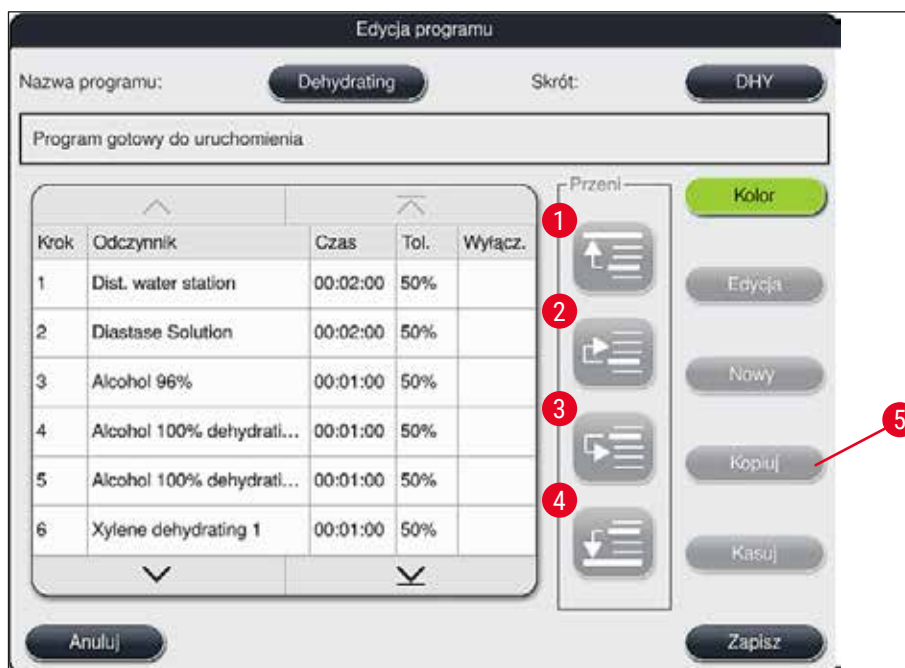 Edycja programu
Nazwa programu: Dehydrating Skrót: DHY
Program gotowy do uruchomienia
Przeni
Kolor
1
Krok Odczynnik Czas Tol. Wyłącz.
1 Dist. water station 00:02:00 50%
Edycja
2
2 Diastase Solution 00:02:00 50%
3 Alcohol 96% 00:01:00 50%
Nowy
3
5
4 Alcohol 100% dehydrati... 00:01:00 50%
Kopiuj
5 Alcohol 100% dehydrati... 00:01:00 50%
4
6 Xylene dehydrating 1 00:01:00 50%
Kasuj
Anuluj Zapisz